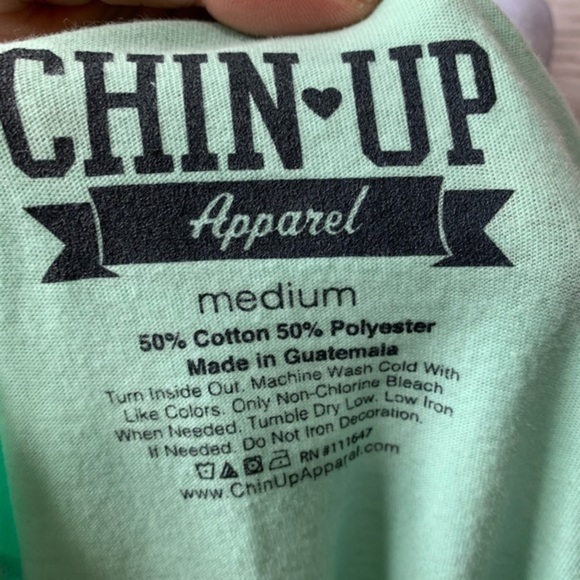 CHIN♥UP
Apparel
medium
50% Cotton 50% Polyester
Made in Guatemala
Turn Inside Out. Machine Wash Cold With
Like Colors. Only Non-Chlorine Bleach
When Needed. Tumble Dry Low. Low Iron
If Needed. Do Not Iron Decoration.
RN #111647
www.ChinUpApparel.com